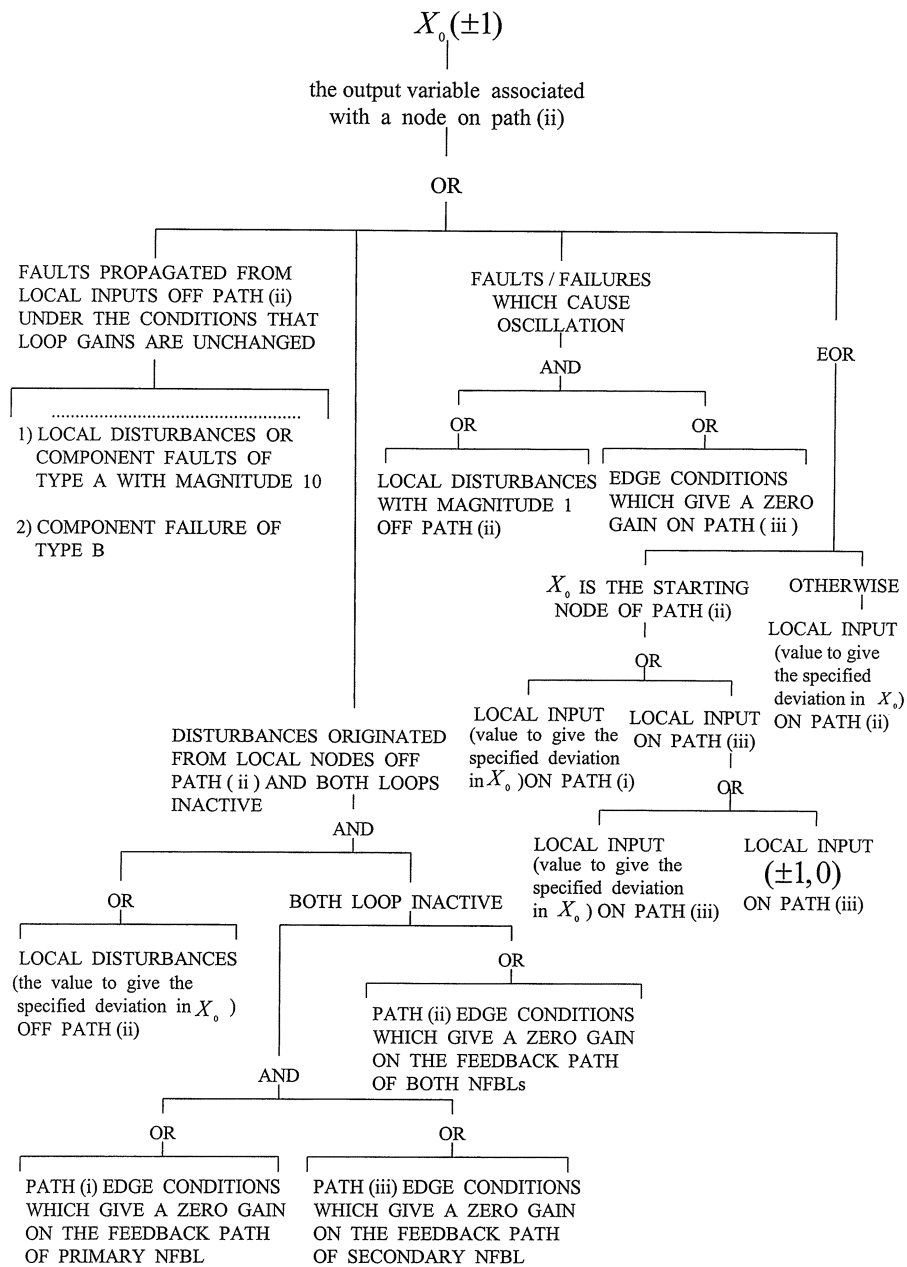 X₀(±1)
the output variable associated
with a node on path (ii)
OR
FAULTS PROPAGATED FROM
LOCAL INPUTS OFF PATH (ii)
UNDER THE CONDITIONS THAT
LOOP GAINS ARE UNCHANGED
1) LOCAL DISTURBANCES OR
COMPONENT FAULTS OF
TYPE A WITH MAGNITUDE 10
2) COMPONENT FAILURE OF
TYPE B
FAULTS / FAILURES
WHICH CAUSE
OSCILLATION
AND
OR
LOCAL DISTURBANCES
WITH MAGNITUDE 1
OFF PATH (ii)
OR
EDGE CONDITIONS
WHICH GIVE A ZERO
GAIN ON PATH ( iii )
EOR
X₀ IS THE STARTING
NODE OF PATH (ii)
OR
LOCAL INPUT
(value to give the
specified deviation
in X₀ ) ON PATH (i)
LOCAL INPUT
ON PATH (iii)
OR
LOCAL INPUT
(value to give the
specified deviation
in X₀ ) ON PATH (iii)
LOCAL INPUT
(±1,0)
ON PATH (iii)
OTHERWISE
LOCAL INPUT
(value to give
the specified
deviation in X₀)
ON PATH (ii)
DISTURBANCES ORIGINATED
FROM LOCAL NODES OFF
PATH ( ii ) AND BOTH LOOPS
INACTIVE
AND
OR
LOCAL DISTURBANCES
(the value to give the
specified deviation in X₀ )
OFF PATH (ii)
BOTH LOOP INACTIVE
OR
PATH (ii) EDGE CONDITIONS
WHICH GIVE A ZERO GAIN
ON THE FEEDBACK PATH
OF BOTH NFBLs
AND
OR
PATH (i) EDGE CONDITIONS
WHICH GIVE A ZERO GAIN
ON THE FEEDBACK PATH
OF PRIMARY NFBL
OR
PATH (iii) EDGE CONDITIONS
WHICH GIVE A ZERO GAIN
ON THE FEEDBACK PATH
OF SECONDARY NFBL